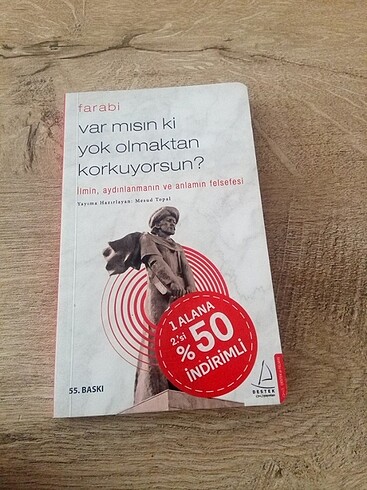 farabi
var mısın ki
yok olmaktan
korkuyorsun?
İlmin, aydınlanmanın ve anlamın felsefesi
Yayıma Hazırlayan: Mesud Topal
1 ALANA
2.'si
%50
İNDİRİMLİ
55. BASKI
DESTEK